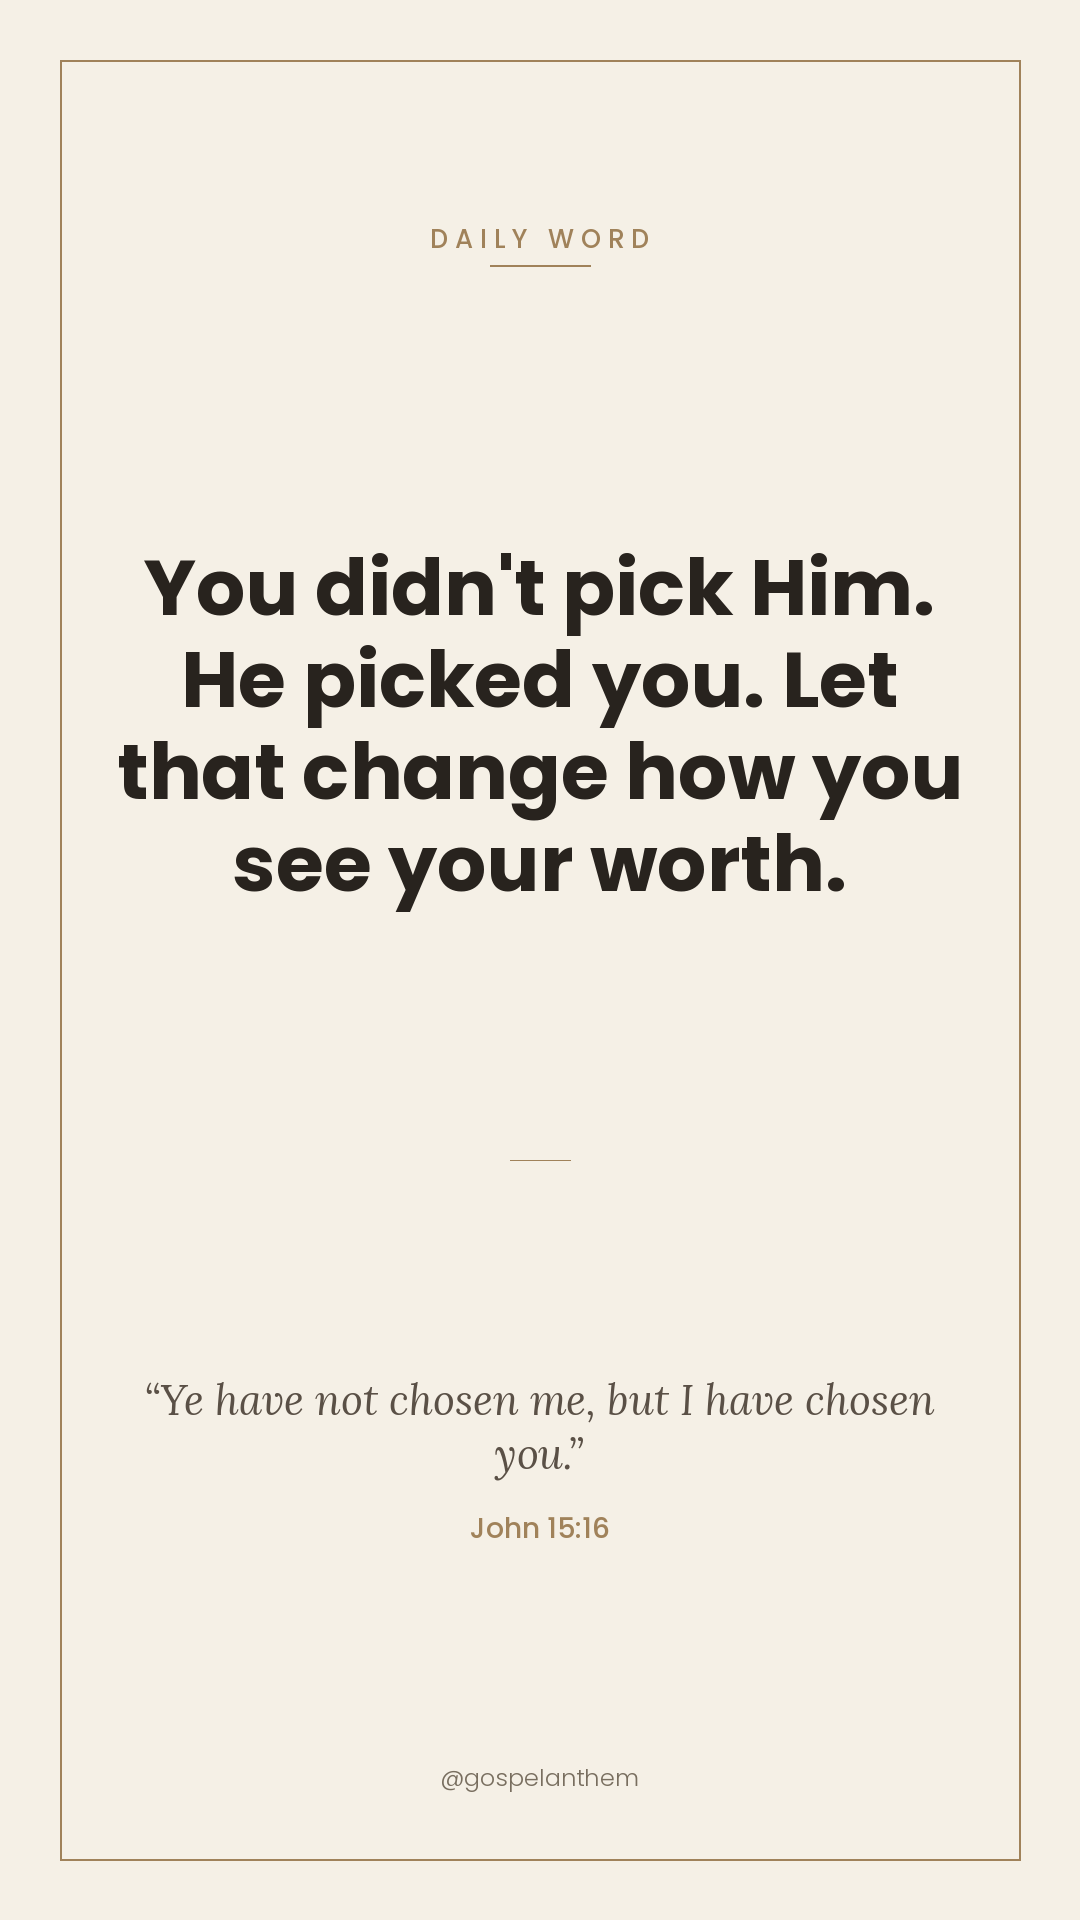 DAILY WORD
You didn't pick Him.
He picked you. Let
that change how you
see your worth.
“Ye have not chosen me, but I have chosen
you.”
John 15:16
@gospelanthem